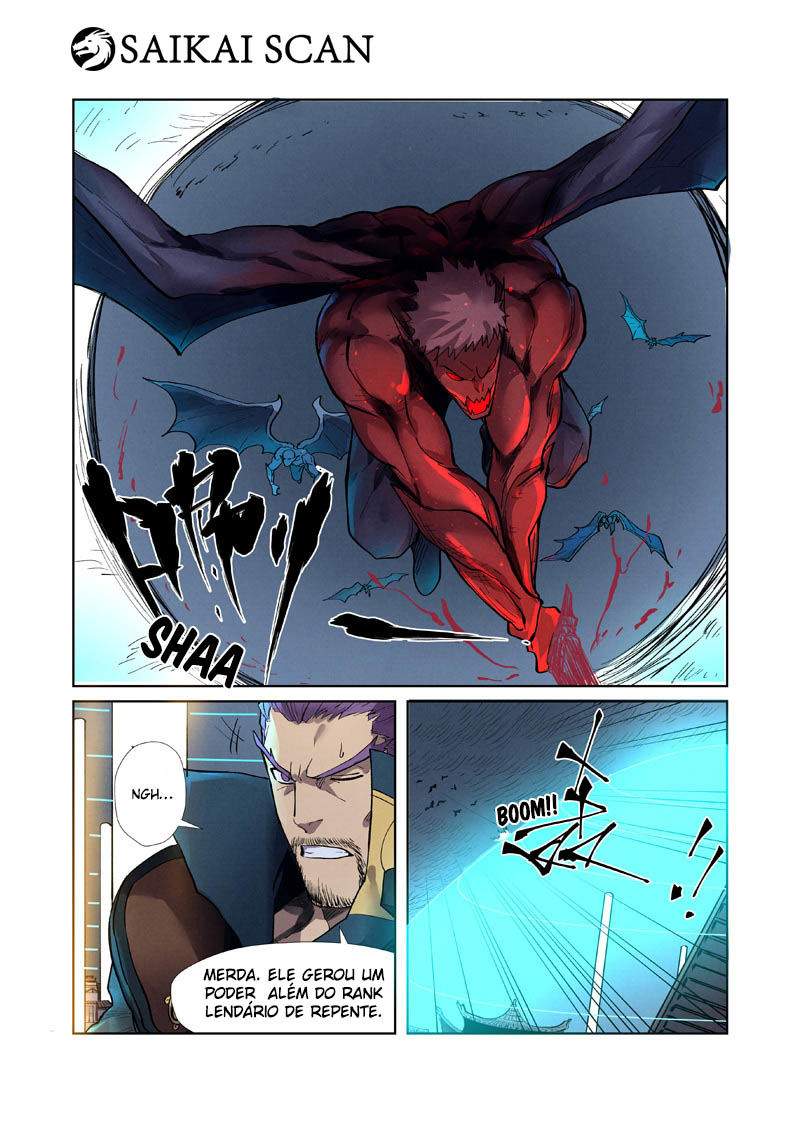 SAIKAI SCAN
SHAA
NGH...
MERDA. ELE GEROU UM
PODER ALÉM DO RANK
LENDÁRIO DE REPENTE.
BOOM!!